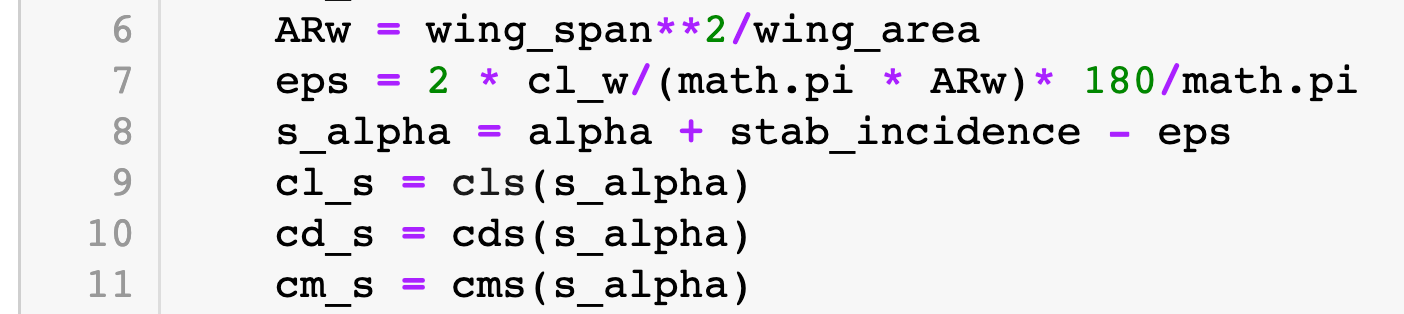 6 ARw = wing_span**2/wing_area
7 eps = 2 * cl_w/(math.pi * ARw)* 180/math.pi
8 s_alpha = alpha + stab_incidence - eps
9 cl_s = cls(s_alpha)
10 cd_s = cds(s_alpha)
11 cm_s = cms(s_alpha)